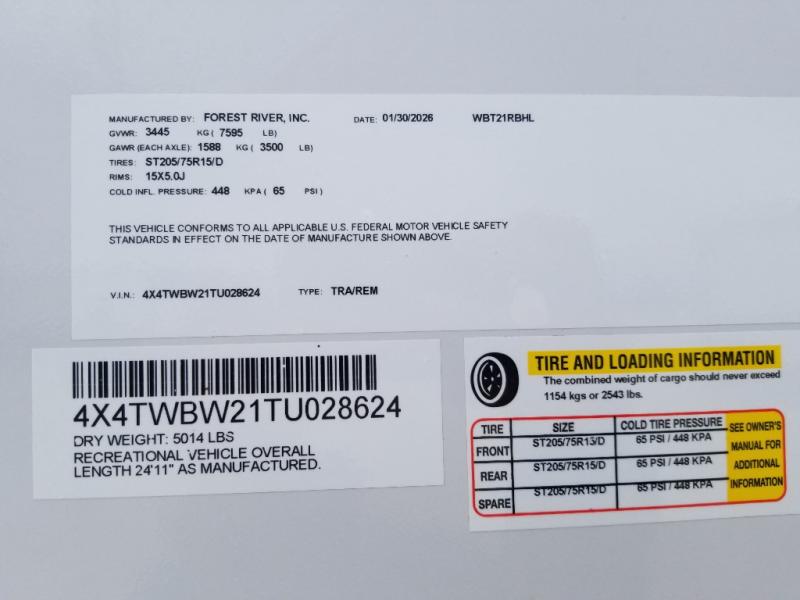 MANUFACTURED BY: FOREST RIVER, INC. DATE: 01/30/2026 WBT21RBHL
GVWR: 3445 KG ( 7595 LB)
GAWR (EACH AXLE): 1588 KG ( 3500 LB)
TIRES: ST205/75R15/D
RIMS: 15X5.0J
COLD INFL. PRESSURE: 448 KPA ( 65 PSI )
THIS VEHICLE CONFORMS TO ALL APPLICABLE U.S. FEDERAL MOTOR VEHICLE SAFETY
STANDARDS IN EFFECT ON THE DATE OF MANUFACTURE SHOWN ABOVE.
V.I.N.: 4X4TWBW21TU028624 TYPE: TRA/REM
4X4TWBW21TU028624
DRY WEIGHT: 5014 LBS
RECREATIONAL VEHICLE OVERALL
LENGTH 24'11" AS MANUFACTURED.
TIRE AND LOADING INFORMATION
The combined weight of cargo should never exceed
1154 kgs or 2543 lbs.
TIRE SIZE COLD TIRE PRESSURE SEE OWNER'S
FRONT ST205/75R15/D 65 PSI / 448 KPA MANUAL FOR
REAR ST205/75R15/D 65 PSI / 448 KPA ADDITIONAL
SPARE ST205/75R15/D 65 PSI / 448 KPA INFORMATION